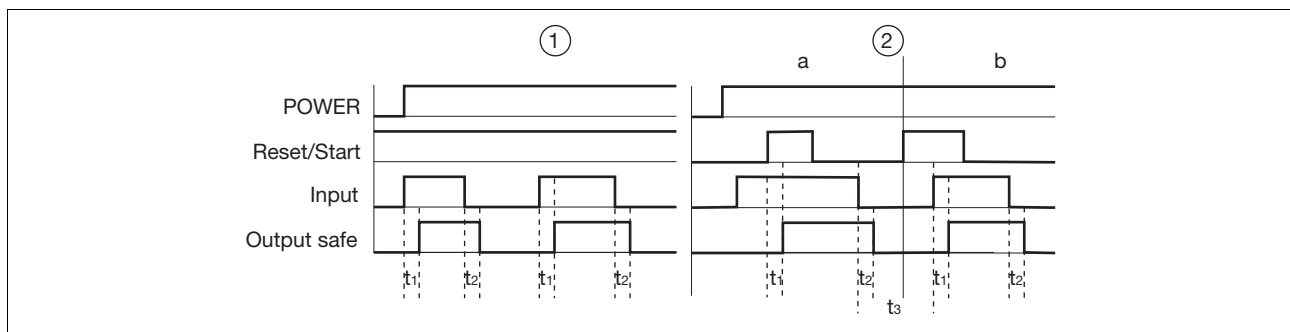 ① ②
a b
POWER
Reset/Start
Input
Output safe
t1 t2 t1 t2 t1 t2 t1 t2
t3